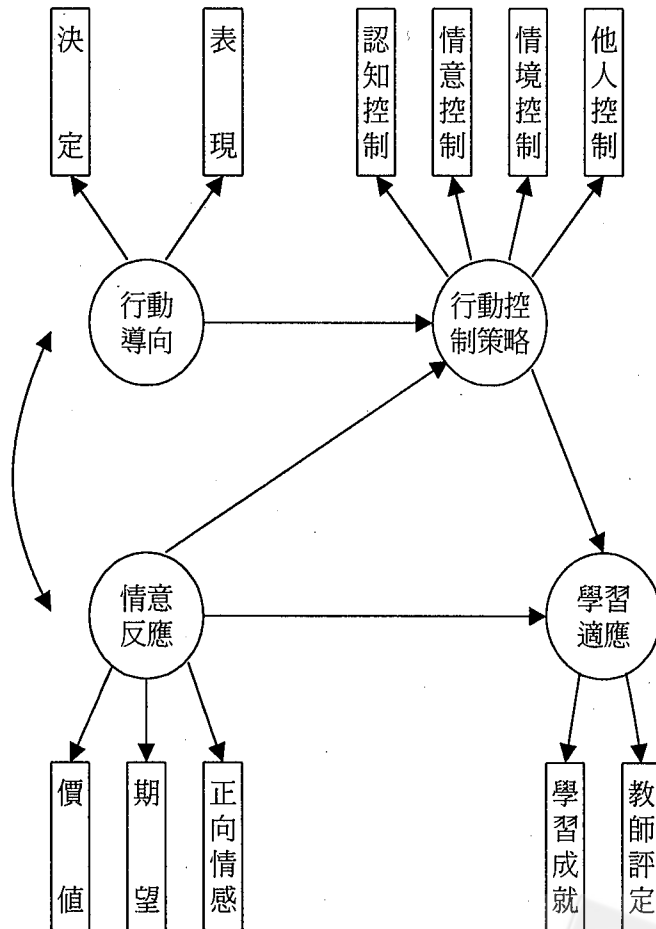 決定
表現
認知控制
情意控制
情境控制
他人控制
行動
導向
行動控
制策略
情意
反應
學習
適應
價值
期望
正向情感
學習成就
教師評定